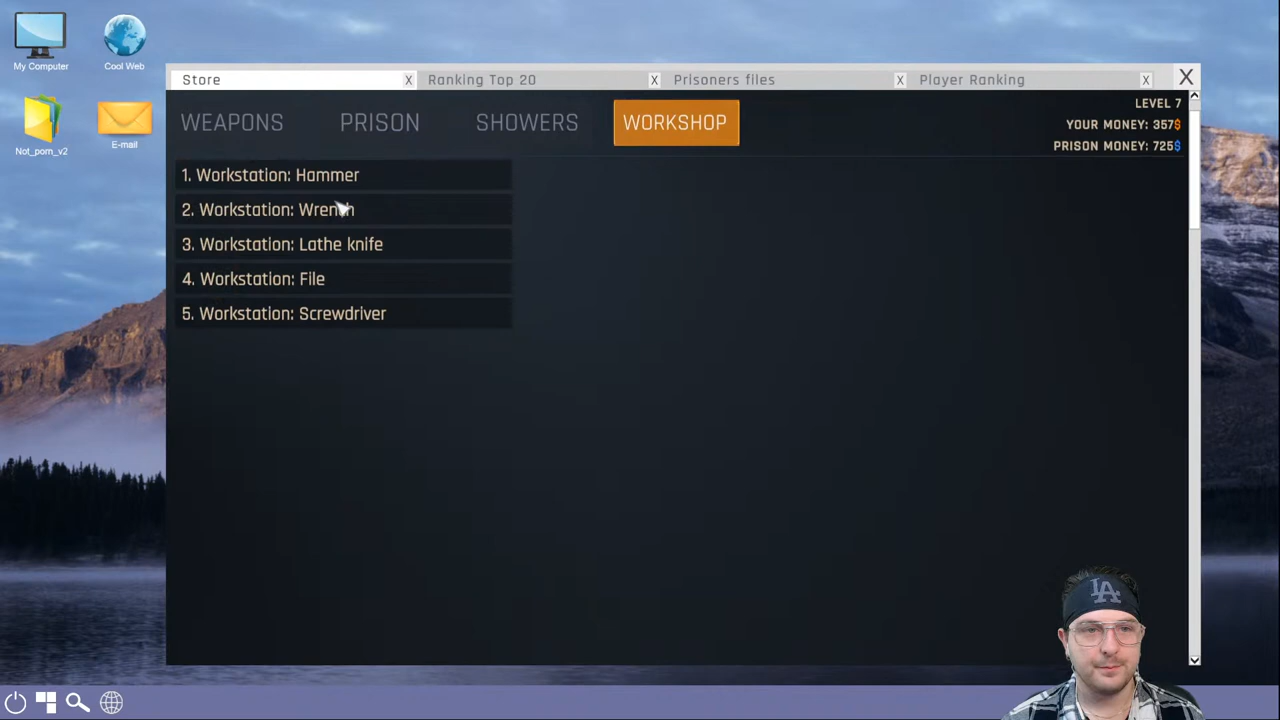 My Computer
Cool Web
Not_porn_v2
E-mail
Store X
Ranking Top 20 X
Prisoners files X
Player Ranking X
X
WEAPONS PRISON SHOWERS WORKSHOP
LEVEL 7
YOUR MONEY: 357$
PRISON MONEY: 725$
1. Workstation: Hammer
2. Workstation: Wrench
3. Workstation: Lathe knife
4. Workstation: File
5. Workstation: Screwdriver
LA